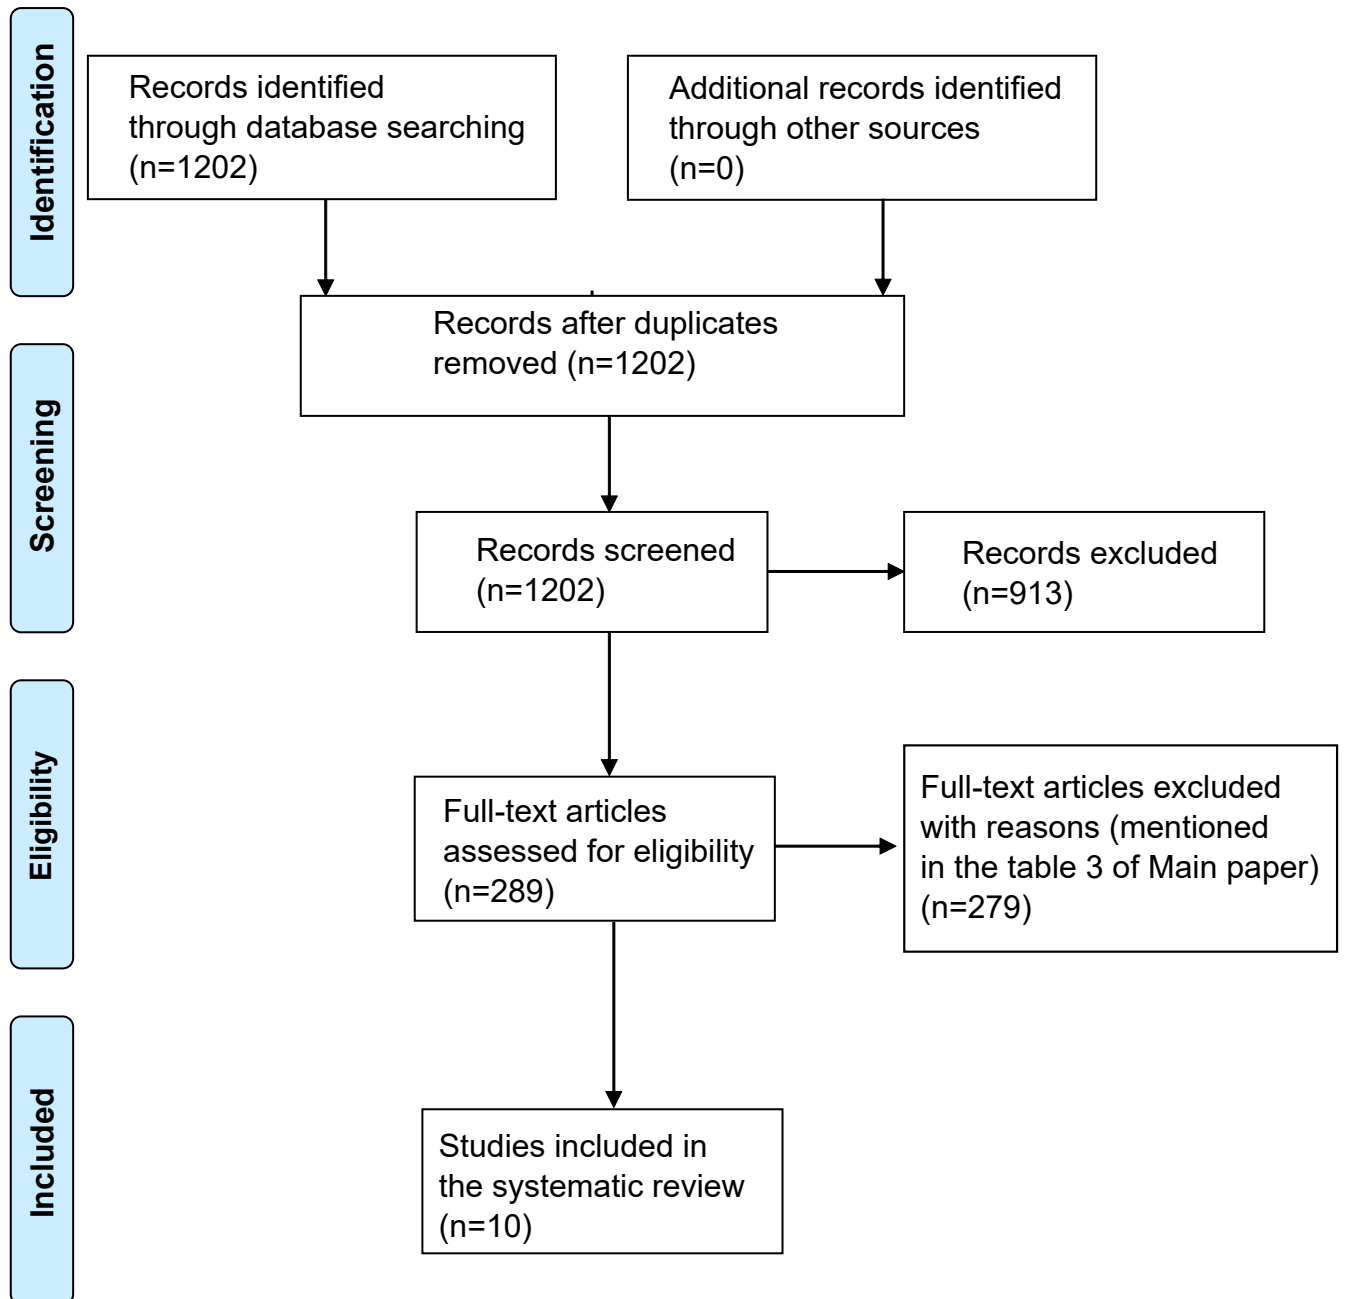 Identification
Records identified
through database searching
(n=1202)
Additional records identified
through other sources
(n=0)
Records after duplicates
removed (n=1202)
Screening
Records screened
(n=1202)
Records excluded
(n=913)
Eligibility
Full-text articles
assessed for eligibility
(n=289)
Full-text articles excluded
with reasons (mentioned
in the table 3 of Main paper)
(n=279)
Included
Studies included in
the systematic review
(n=10)